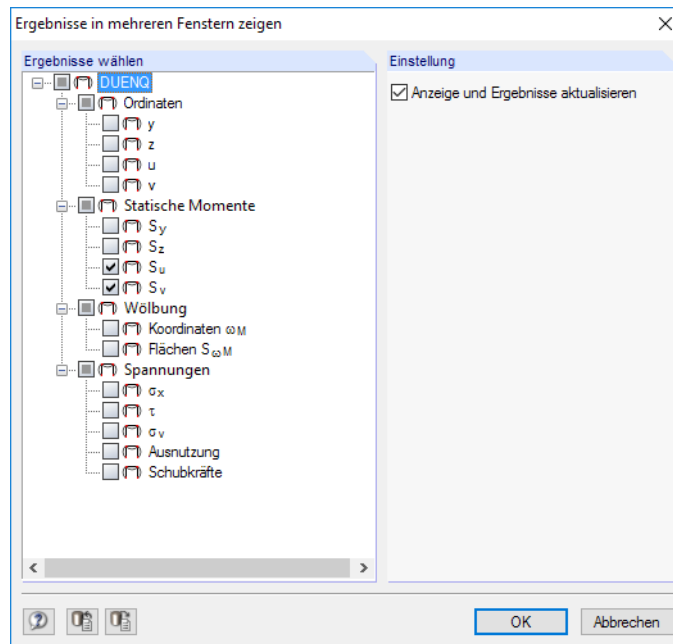 Ergebnisse in mehreren Fenstern zeigen
Ergebnisse wählen
DUENQ
Ordinaten
y
z
u
v
Statische Momente
Sy
Sz
Su
Sv
Wölbung
Koordinaten ωM
Flächen SωM
Spannungen
σx
τ
σv
Ausnutzung
Schubkräfte
Einstellung
Anzeige und Ergebnisse aktualisieren
OK
Abbrechen